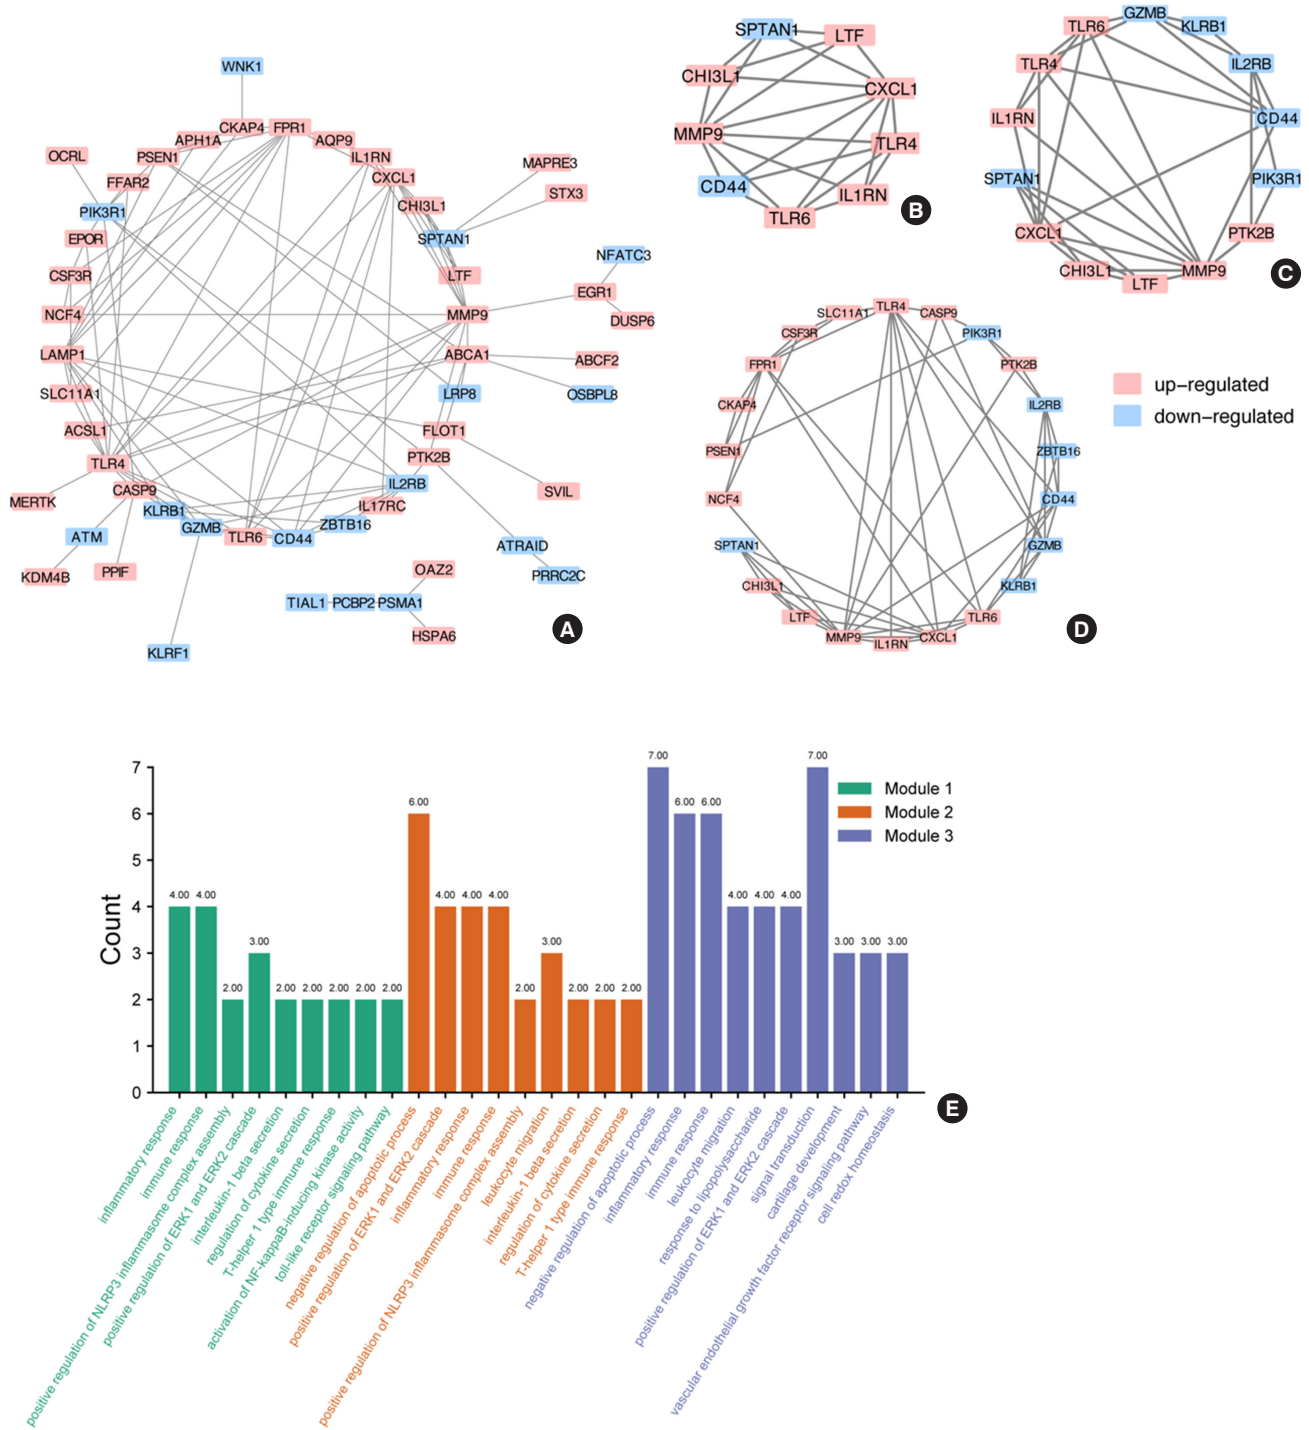 WNK1
CKAP4
FPR1
APH1A
AQP9
PSEN1
IL1RN
OCRL
FFAR2
CXCL1
MAPRE3
PIK3R1
CHI3L1
STX3
EPOR
SPTAN1
CSF3R
LTF
NFATC3
NCF4
MMP9
EGR1
DUSP6
LAMP1
ABCA1
ABCF2
SLC11A1
LRP8
OSBPL8
ACSL1
FLOT1
TLR4
PTK2B
MERTK
CASP9
IL2RB
SVIL
KLRB1
IL17RC
ATM
GZMB
TLR6
CD44
ZBTB16
ATRAID
KDM4B
PPIF
OAZ2
PRRC2C
TIAL1
PCBP2
PSMA1
HSPA6
KLRF1
A
SPTAN1
LTF
CHI3L1
CXCL1
MMP9
TLR4
CD44
IL1RN
TLR6
B
GZMB
TLR6
KLRB1
TLR4
IL2RB
IL1RN
CD44
SPTAN1
PIK3R1
CXCL1
PTK2B
CHI3L1
MMP9
LTF
C
SLC11A1
TLR4
CASP9
CSF3R
PIK3R1
FPR1
PTK2B
CKAP4
IL2RB
PSEN1
ZBTB16
NCF4
CD44
SPTAN1
GZMB
CHI3L1
KLRB1
LTF
TLR6
MMP9
IL1RN
CXCL1
D
up-regulated
down-regulated
Count
7
6
5
4
3
2
1
0
4.00
4.00
2.00
3.00
2.00
2.00
2.00
2.00
2.00
6.00
4.00
4.00
4.00
2.00
3.00
2.00
2.00
2.00
7.00
6.00
6.00
4.00
4.00
4.00
7.00
3.00
3.00
3.00
Module 1
Module 2
Module 3
E
inflammatory response
immune response
positive regulation of NLRP3 inflammasome complex assembly
positive regulation of ERK1 and ERK2 cascade
interleukin-1 beta secretion
regulation of cytokine secretion
T-helper 1 type immune response
activation of NF-kappaB-inducing kinase activity
toll-like receptor signaling pathway
negative regulation of apoptotic process
positive regulation of ERK1 and ERK2 cascade
inflammatory response
immune response
positive regulation of NLRP3 inflammasome complex assembly
leukocyte migration
interleukin-1 beta secretion
regulation of cytokine secretion
T-helper 1 type immune response
negative regulation of apoptotic process
inflammatory response
immune response
leukocyte migration
response to lipopolysaccharide
positive regulation of ERK1 and ERK2 cascade
signal transduction
cartilage development
vascular endothelial growth factor receptor signaling pathway
cell redox homeostasis